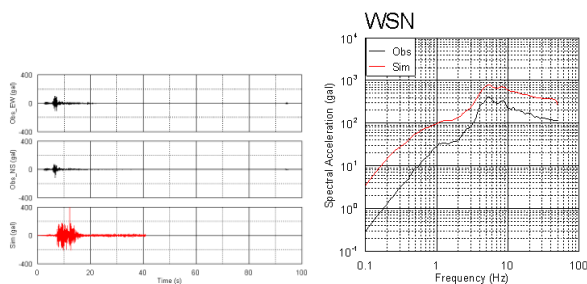 WSN
400
0
-400
Obs_EW (gal)
400
0
-400
Obs_NS (gal)
400
0
-400
Sim (gal)
0 20 40 60 80 100
Time (s)
10⁴
10³
10²
10¹
10⁰
10⁻¹
Spectral Acceleration (gal)
Obs
Sim
0.1 1 10 100
Frequency (Hz)